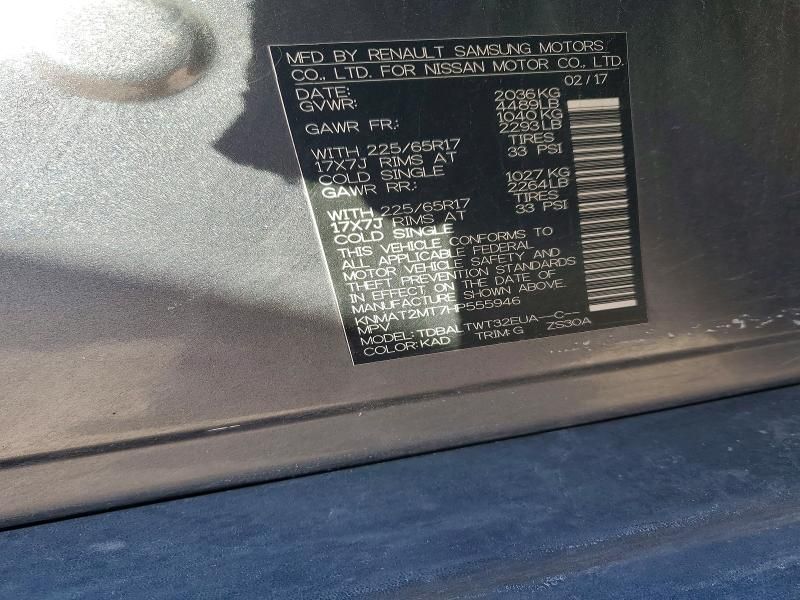 MFD BY RENAULT SAMSUNG MOTORS
CO., LTD. FOR NISSAN MOTOR CO., LTD.
DATE: 02/17
GVWR: 2036KG
4489LB
GAWR FR: 1040 KG
2293LB
WITH 225/65R17 TIRES
17X7J RIMS AT 33 PSI
COLD SINGLE
GAWR RR: 1027 KG
2264LB
WITH 225/65R17 TIRES
17X7J RIMS AT 33 PSI
COLD SINGLE
THIS VEHICLE CONFORMS TO
ALL APPLICABLE FEDERAL
MOTOR VEHICLE SAFETY AND
THEFT PREVENTION STANDARDS
IN EFFECT ON THE DATE OF
MANUFACTURE SHOWN ABOVE.
KNMAT2MT7HP555946
MPV
MODEL: TDBALTWT32EUA--C--
COLOR: KAD TRIM: G ZS30A